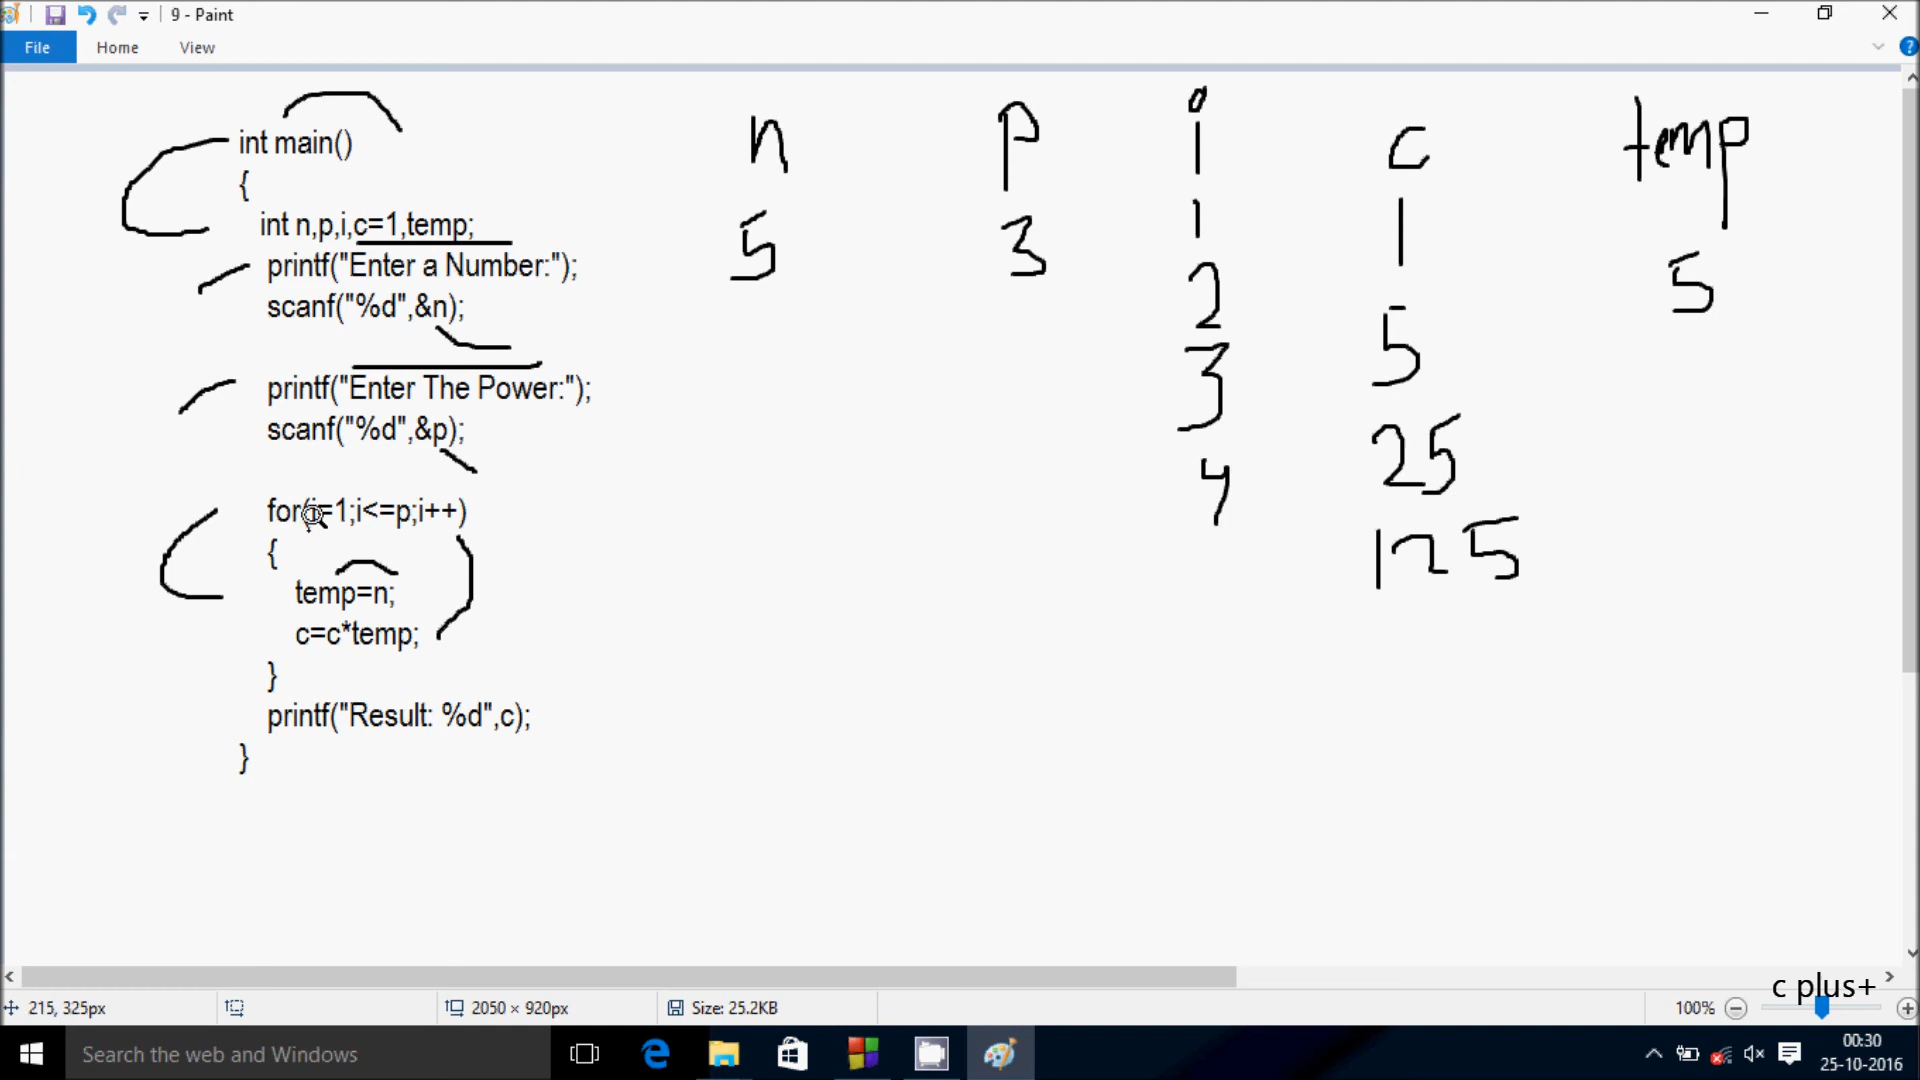 9 - Paint
File Home View
int main()
{
int n,p,i,c=1,temp;
printf("Enter a Number:");
scanf("%d",&n);
printf("Enter The Power:");
scanf("%d",&p);
for(i=1;i<=p;i++)
{
temp=n;
c=c*temp;
}
printf("Result: %d",c);
}
n p i c temp
5 3 1 1 5
2 5
3 25
4 125
c plus+
215, 325px 2050 × 920px Size: 25.2KB 100%
Search the web and Windows
00:30
25-10-2016